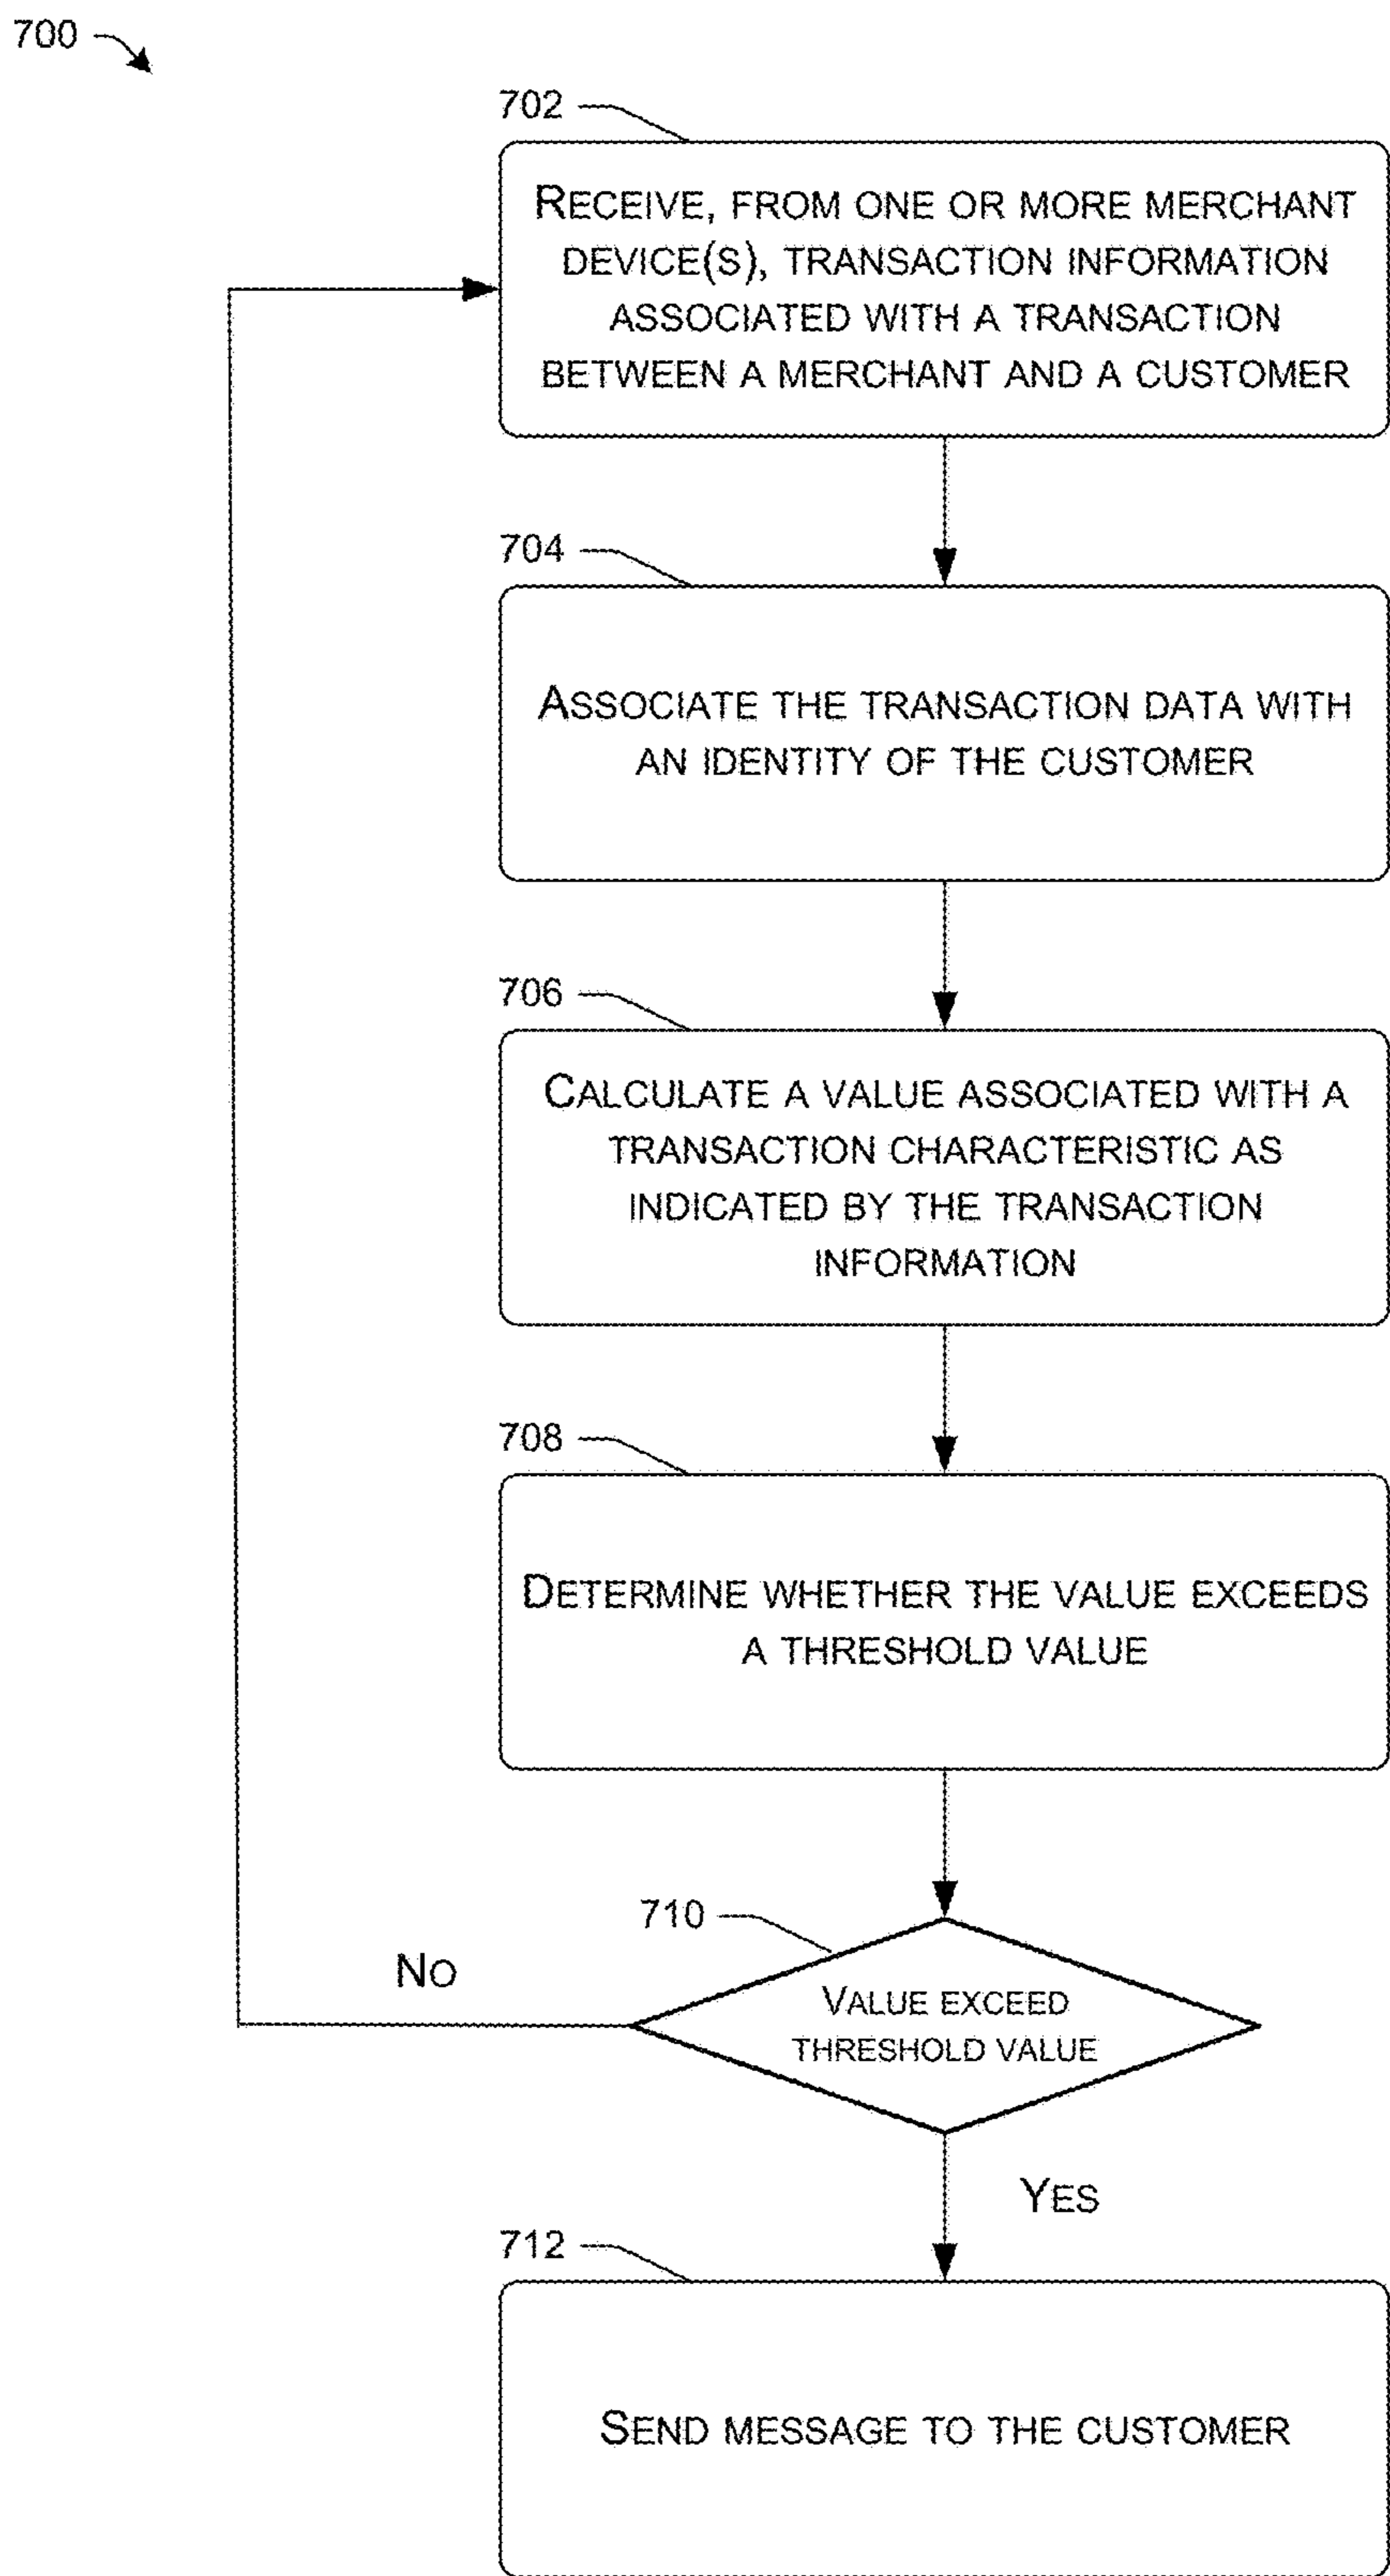 700
702
RECEIVE, FROM ONE OR MORE MERCHANT
DEVICE(S), TRANSACTION INFORMATION
ASSOCIATED WITH A TRANSACTION
BETWEEN A MERCHANT AND A CUSTOMER
704
ASSOCIATE THE TRANSACTION DATA WITH
AN IDENTITY OF THE CUSTOMER
706
CALCULATE A VALUE ASSOCIATED WITH A
TRANSACTION CHARACTERISTIC AS
INDICATED BY THE TRANSACTION
INFORMATION
708
DETERMINE WHETHER THE VALUE EXCEEDS
A THRESHOLD VALUE
710
NO
VALUE EXCEED
THRESHOLD VALUE
YES
712
SEND MESSAGE TO THE CUSTOMER